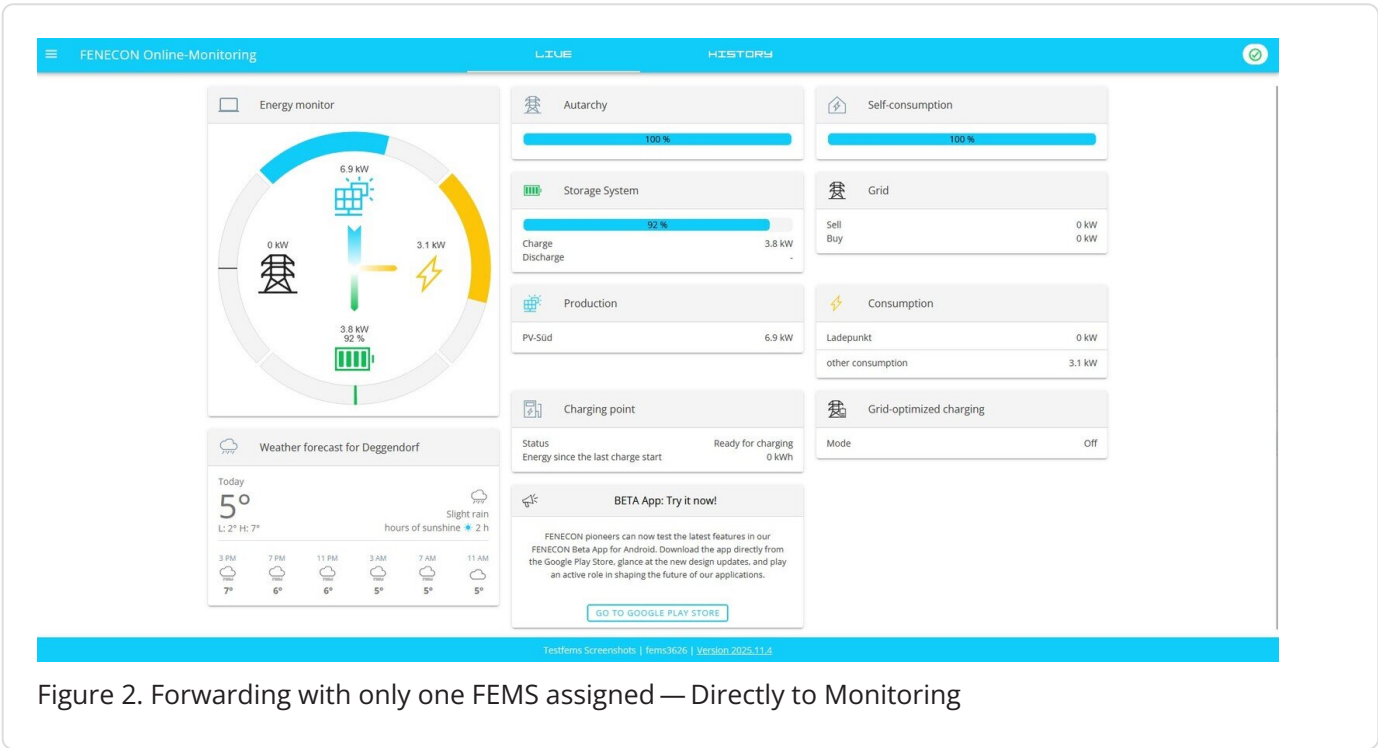 FENECON Online-Monitoring
LIVE
HISTORY
Energy monitor
6.9 kW
0 kW
3.1 kW
3.8 kW
92 %
Weather forecast for Deggendorf
Today
5°
Slight rain
L: 2° H: 7°
hours of sunshine 2 h
3 PM 7 PM 11 PM 3 AM 7 AM 11 AM
7° 6° 6° 5° 5° 5°
Autarchy
100 %
Storage System
92 %
Charge 3.8 kW
Discharge -
Production
PV-Süd 6.9 kW
Charging point
Status Ready for charging
Energy since the last charge start 0 kWh
BETA App: Try it now!
FENECON pioneers can now test the latest features in our
FENECON Beta App for Android. Download the app directly from
the Google Play Store, glance at the new design updates, and play
an active role in shaping the future of our applications.
GO TO GOOGLE PLAY STORE
Self-consumption
100 %
Grid
Sell 0 kW
Buy 0 kW
Consumption
Ladepunkt 0 kW
other consumption 3.1 kW
Grid-optimized charging
Mode Off
Testfems Screenshots | fems3626 | Version 2025.11.4
Figure 2. Forwarding with only one FEMS assigned — Directly to Monitoring